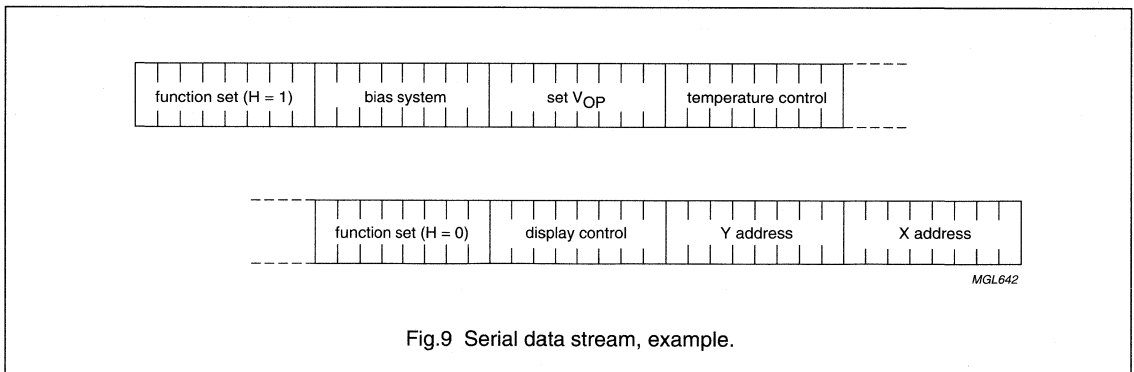 function set (H = 1) bias system set VOP temperature control
function set (H = 0) display control Y address X address
MGL642
Fig.9 Serial data stream, example.